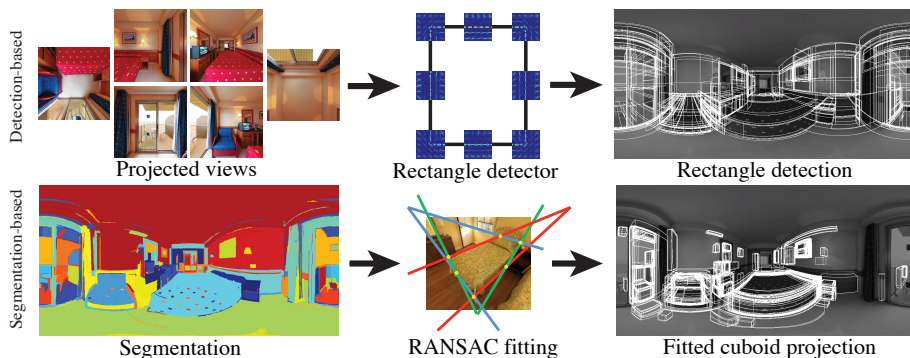 Detection-based
Projected views
Rectangle detector
Rectangle detection
Segmentation-based
Segmentation
RANSAC fitting
Fitted cuboid projection